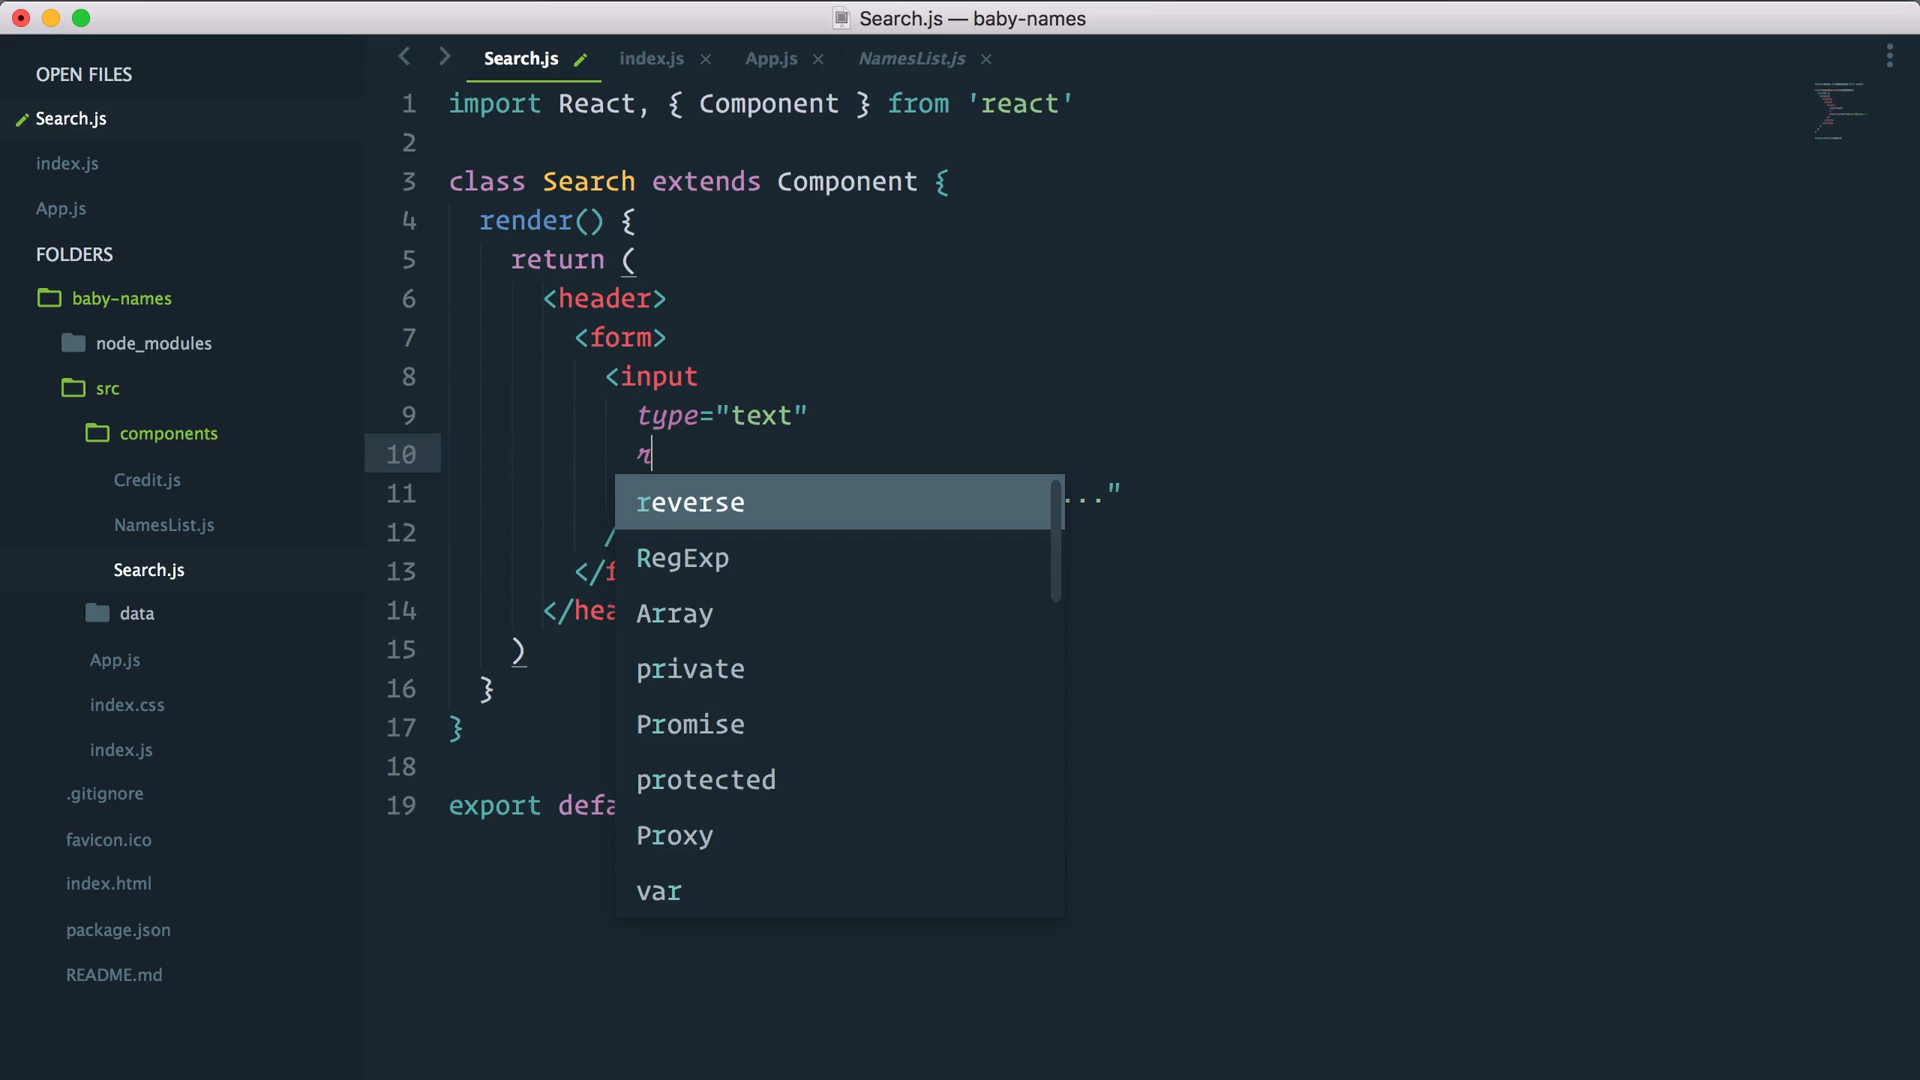 Search.js — baby-names
OPEN FILES
Search.js
index.js
App.js
FOLDERS
baby-names
node_modules
src
components
Credit.js
NamesList.js
Search.js
data
App.js
index.css
index.js
.gitignore
favicon.ico
index.html
package.json
README.md
Search.js index.js App.js NamesList.js
1 import React, { Component } from 'react'
2
3 class Search extends Component {
4 render() {
5 return (
6 <header>
7 <form>
8 <input
9 type="text"
10 r
11 ..."
12 /
13 </f
14 </hea
15 )
16 }
17 }
18
19 export defa
reverse
RegExp
Array
private
Promise
protected
Proxy
var